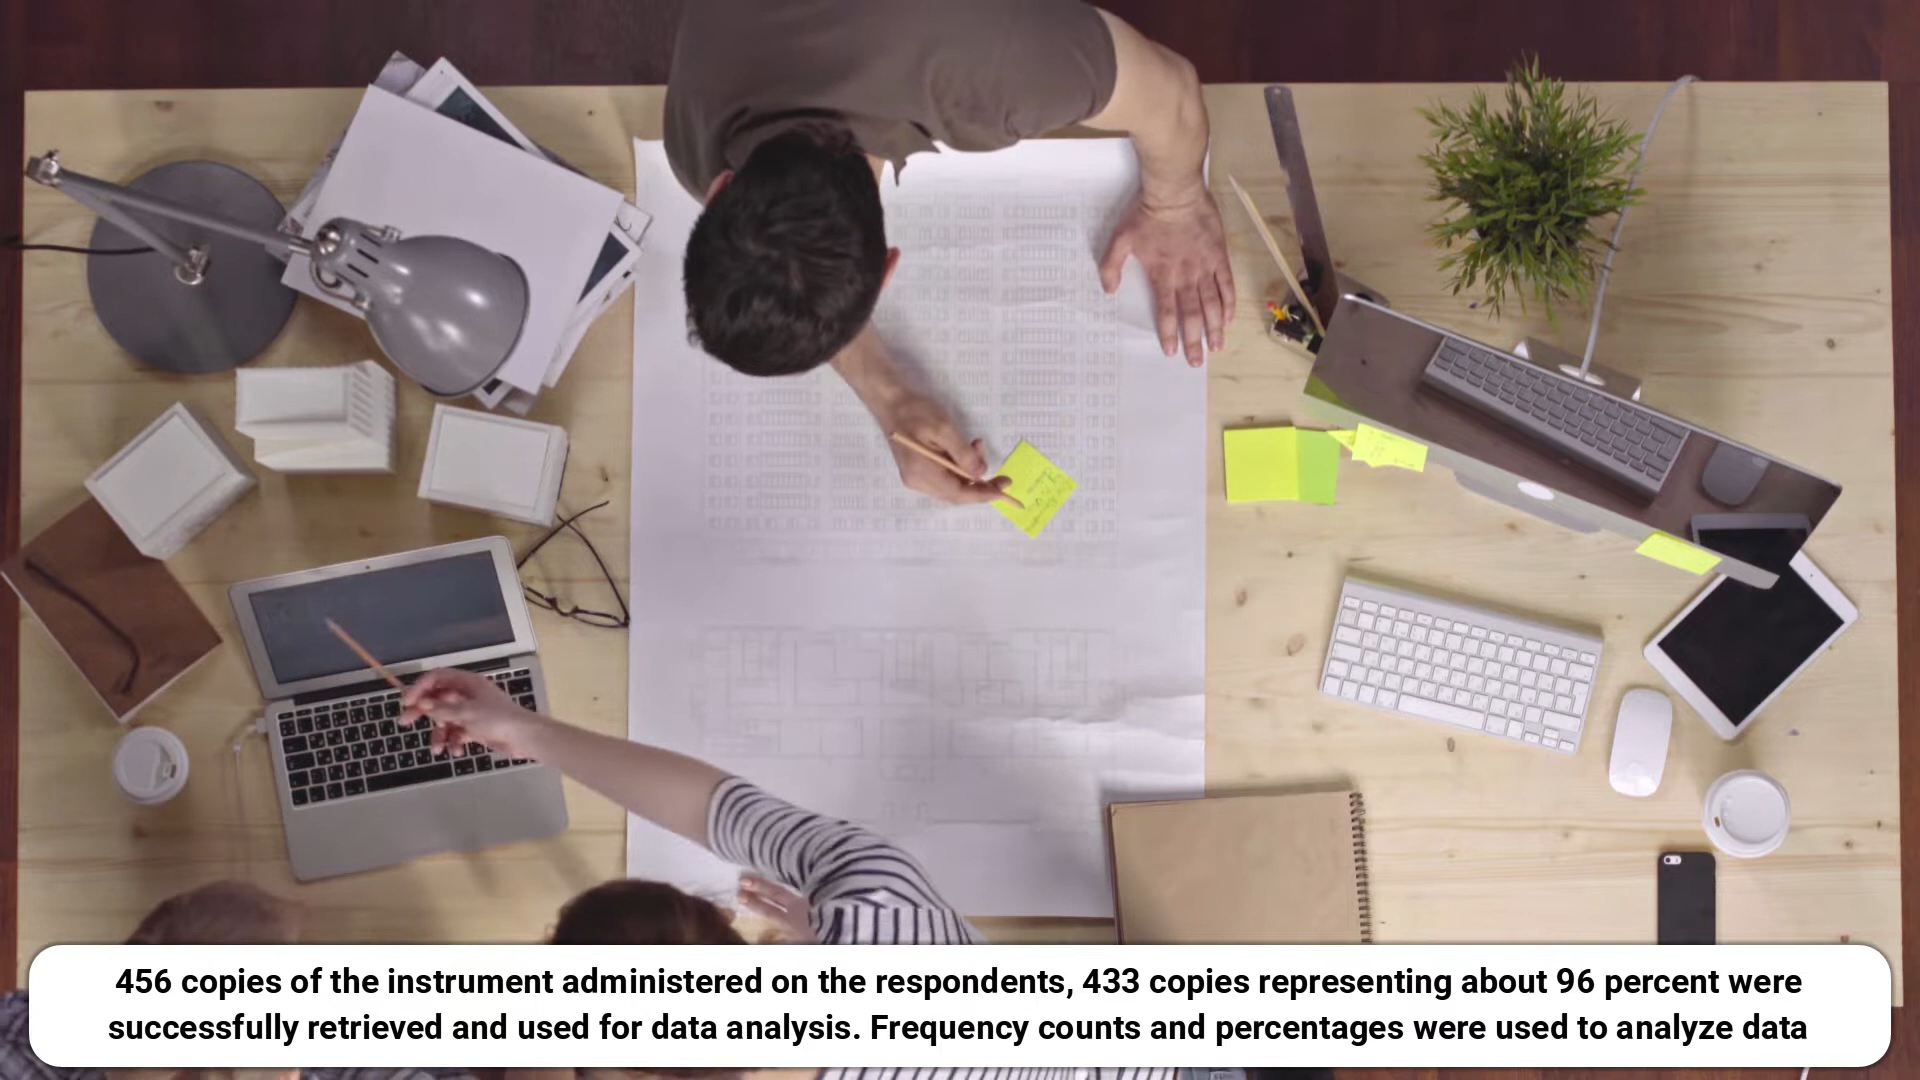 456 copies of the instrument administered on the respondents, 433 copies representing about 96 percent were
successfully retrieved and used for data analysis. Frequency counts and percentages were used to analyze data